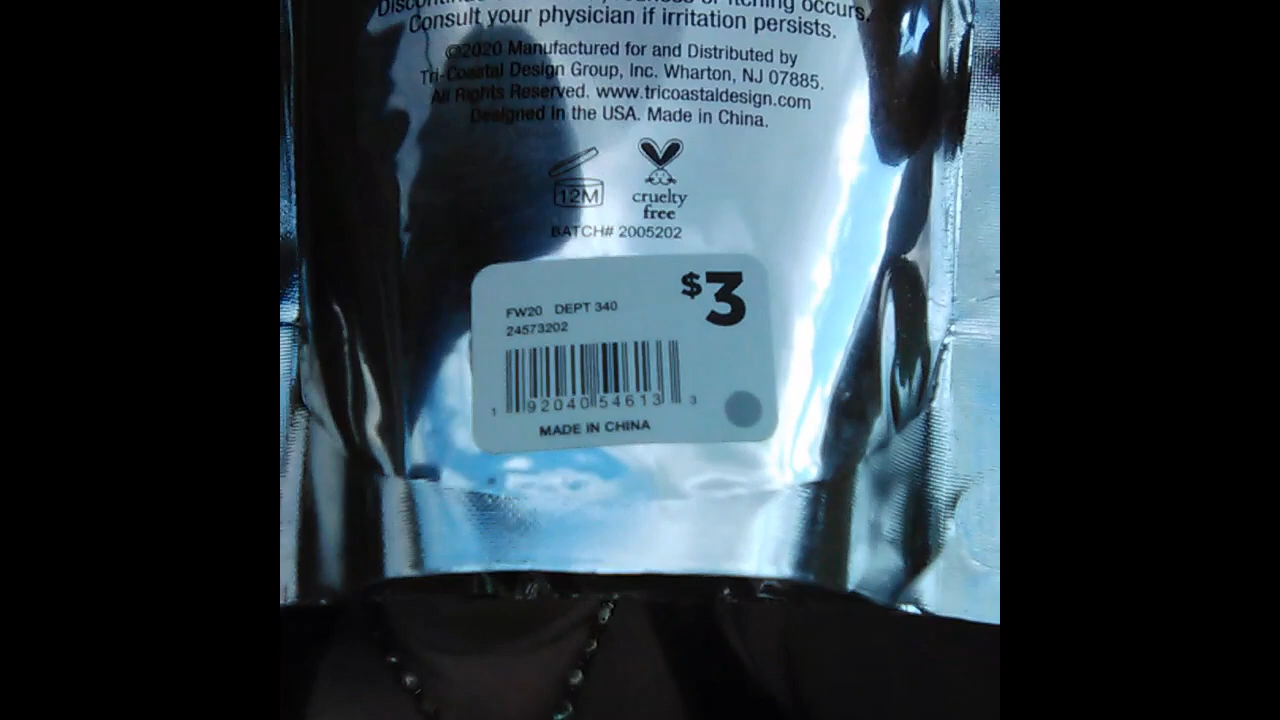 itching occurs.
Consult your physician if irritation persists.
©2020 Manufactured for and Distributed by
Tri-Coastal Design Group, Inc. Wharton, NJ 07885.
All Rights Reserved. www.tricoastaldesign.com
Designed in the USA. Made in China.
12M
cruelty
free
BATCH# 2005202
$3
FW20 DEPT 340
24573202
1 92040 54613 3
MADE IN CHINA